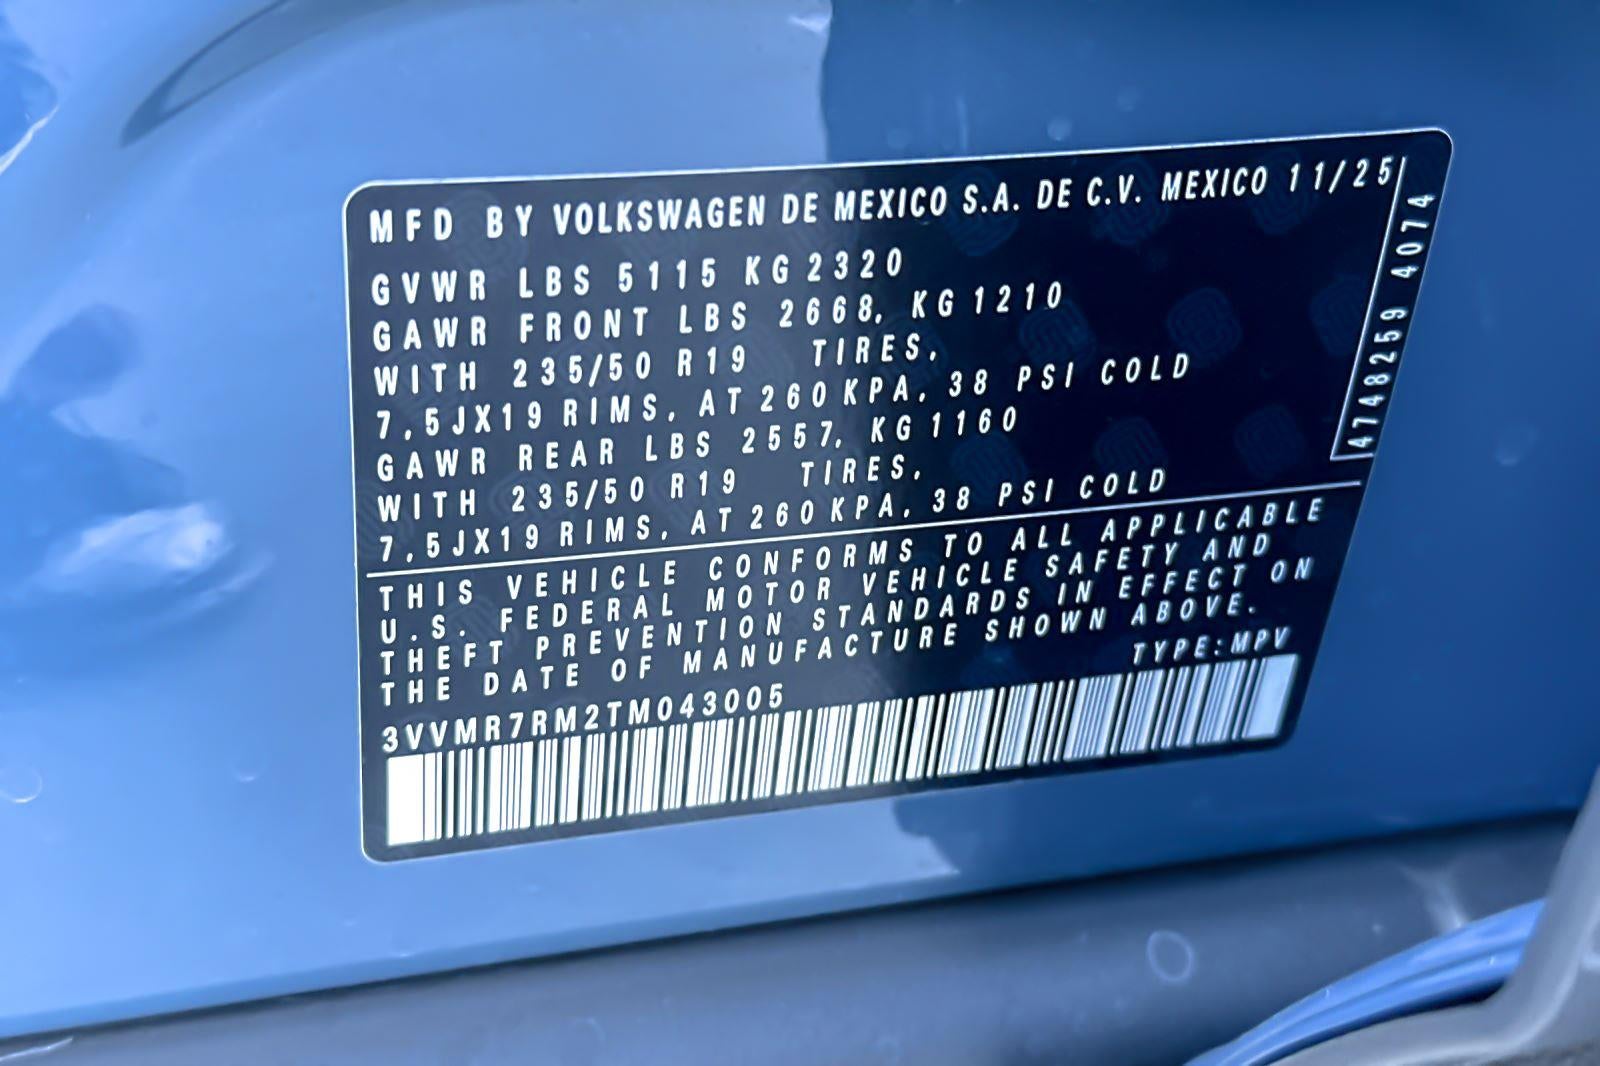 MFD BY VOLKSWAGEN DE MEXICO S.A. DE C.V. MEXICO 11/25
GVWR LBS 5115 KG 2320
GAWR FRONT LBS 2668, KG 1210
WITH 235/50 R19 TIRES,
7,5JX19 RIMS, AT 260 KPA, 38 PSI COLD
GAWR REAR LBS 2557, KG 1160
WITH 235/50 R19 TIRES,
7,5JX19 RIMS, AT 260 KPA, 38 PSI COLD
4748259 4074
THIS VEHICLE CONFORMS TO ALL APPLICABLE
U.S. FEDERAL MOTOR VEHICLE SAFETY AND
THEFT PREVENTION STANDARDS IN EFFECT ON
THE DATE OF MANUFACTURE SHOWN ABOVE.
TYPE: MPV
3VVMR7RM2TM043005